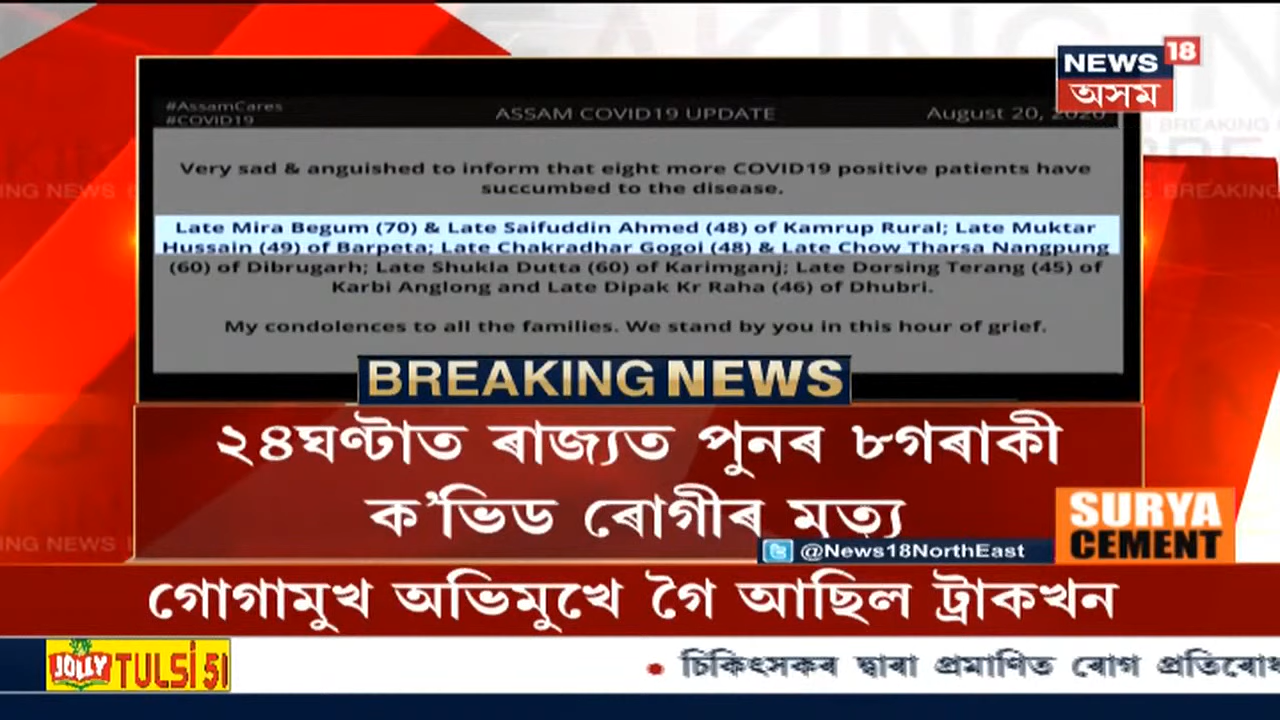 NEWS 18
অসম
#AssamCares
#COVID19
ASSAM COVID19 UPDATE
August 20, 2020
Very sad & anguished to inform that eight more COVID19 positive patients have
succumbed to the disease.
Late Mira Begum (70) & Late Saifuddin Ahmed (48) of Kamrup Rural; Late Muktar
Hussain (49) of Barpeta; Late Chakradhar Gogoi (48) & Late Chow Tharsa Nangpung
(60) of Dibrugarh; Late Shukla Dutta (60) of Karimganj; Late Dorsing Terang (45) of
Karbi Anglong and Late Dipak Kr Raha (46) of Dhubri.
My condolences to all the families. We stand by you in this hour of grief.
BREAKING NEWS
২৪ঘণ্টাত ৰাজ্যত পুনৰ ৮গৰাকী
ক'ভিড ৰোগীৰ মৃত্যু
@News18NorthEast
SURYA
CEMENT
গোগামুখ অভিমুখে গৈ আছিল ট্ৰাকখন
JOLLY TULSI 51
• চিকিৎসকৰ দ্বাৰা প্ৰমাণিত ৰোগ